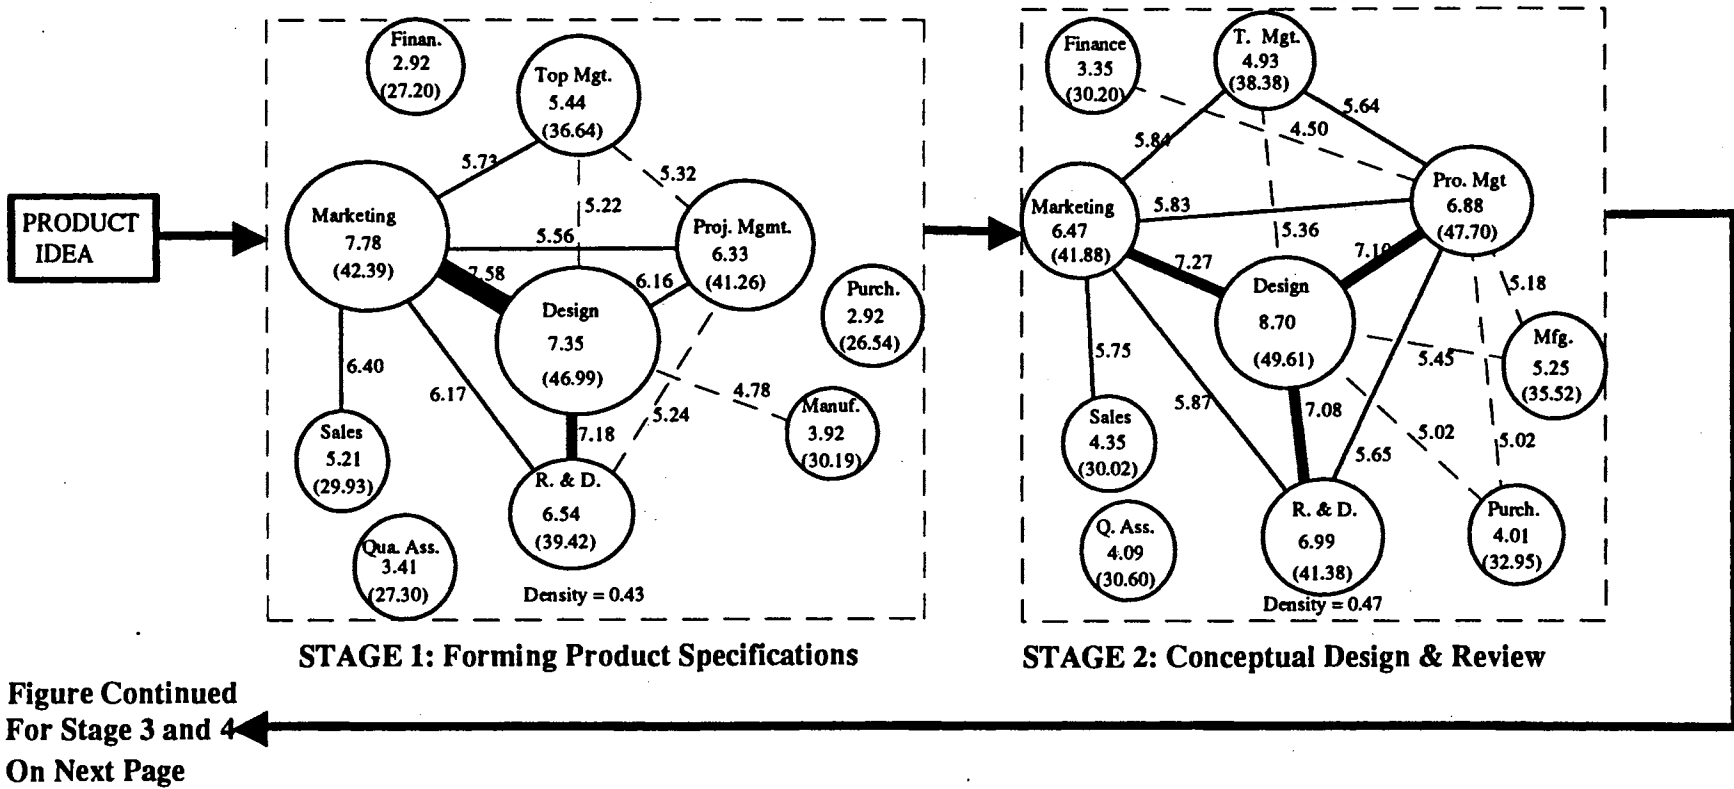 PRODUCT
IDEA
Finan.
2.92
(27.20)
Top Mgt.
5.44
(36.64)
5.73
5.32
5.22
Marketing
7.78
(42.39)
5.56
Proj. Mgmt.
6.33
(41.26)
7.58
6.16
Design
7.35
(46.99)
Purch.
2.92
(26.54)
6.40
6.17
4.78
5.24
Manuf.
3.92
(30.19)
7.18
Sales
5.21
(29.93)
R. & D.
6.54
(39.42)
Qua. Ass.
3.41
(27.30)
Density = 0.43
STAGE 1: Forming Product Specifications
Finance
3.35
(30.20)
T. Mgt.
4.93
(38.38)
5.64
4.50
5.84
Pro. Mgt
6.88
(47.70)
Marketing
6.47
(41.88)
5.83
5.36
7.10
7.27
Design
8.70
(49.61)
5.18
5.45
Mfg.
5.25
(35.52)
5.75
5.87
7.08
5.02
5.02
5.65
Sales
4.35
(30.02)
Q. Ass.
4.09
(30.60)
R. & D.
6.99
(41.38)
Purch.
4.01
(32.95)
Density = 0.47
STAGE 2: Conceptual Design & Review
Figure Continued
For Stage 3 and 4
On Next Page